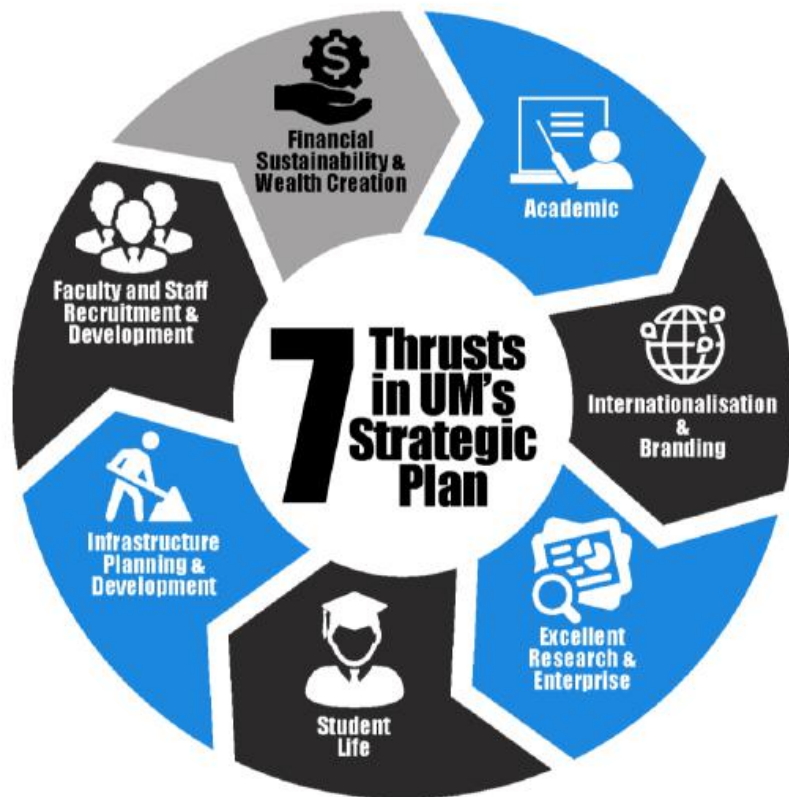 7
Thrusts
in UM's
Strategic
Plan
Academic
Internationalisation
&
Branding
Excellent
Research &
Enterprise
Student
Life
Infrastructure
Planning &
Development
Faculty and Staff
Recruitment &
Development
$
Financial
Sustainability &
Wealth Creation